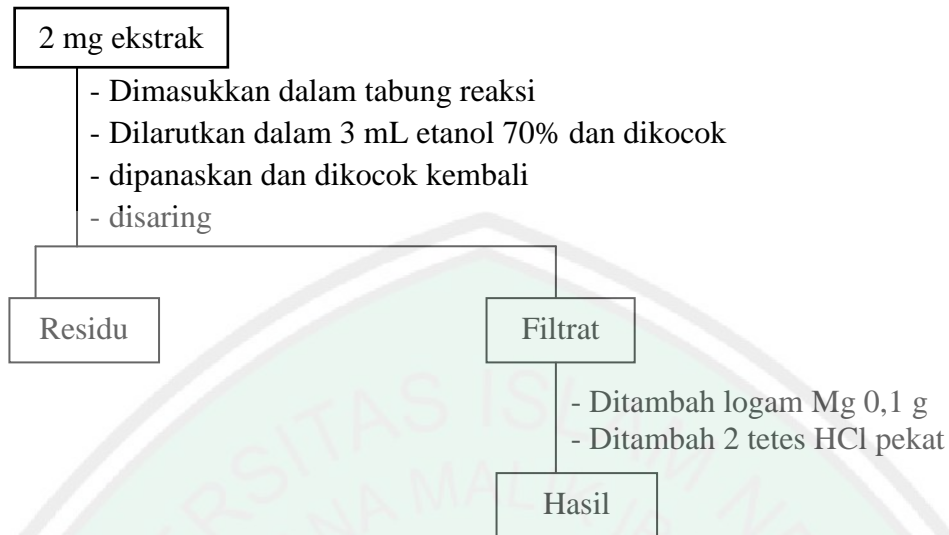 2 mg ekstrak
- Dimasukkan dalam tabung reaksi
- Dilarutkan dalam 3 mL etanol 70% dan dikocok
- dipanaskan dan dikocok kembali
- disaring
Residu
Filtrat
- Ditambah logam Mg 0,1 g
- Ditambah 2 tetes HCl pekat
Hasil